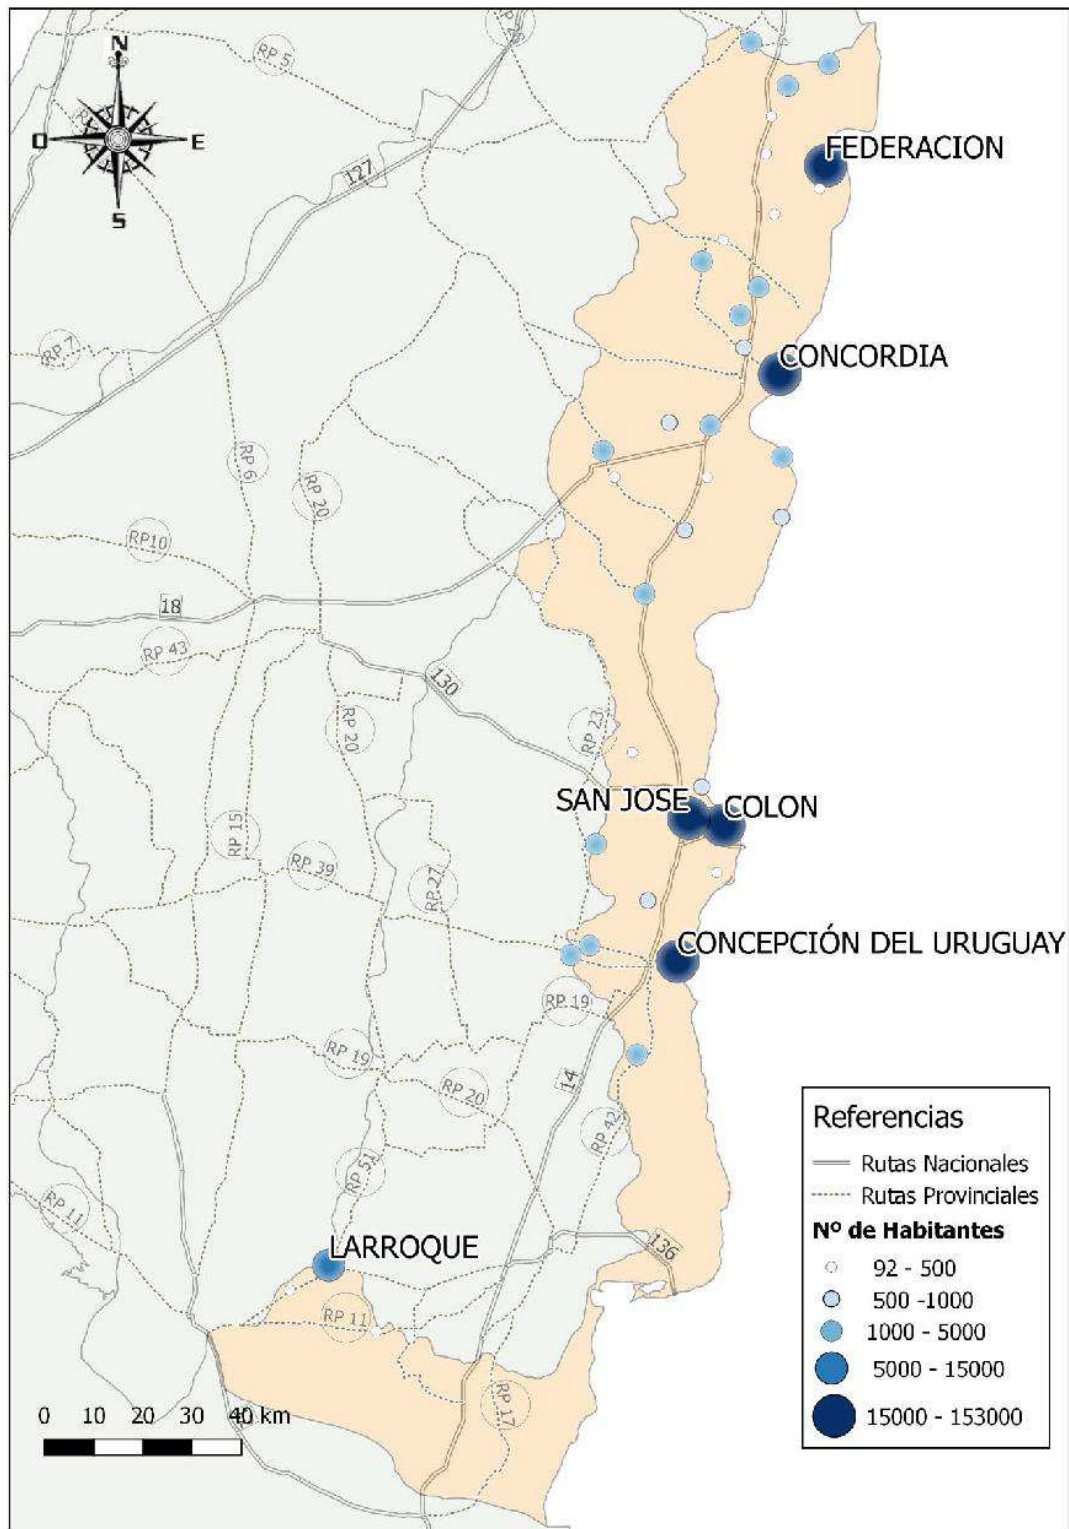 RP 5
N
O
E
S
127
FEDERACION
RP 7
CONCORDIA
RP 6
RP 20
RP10
18
RP 43
130
RP 20
RP 23
SAN JOSE
COLON
RP 15
RP 39
RP 27
CONCEPCIÓN DEL URUGUAY
RP 19
RP 19
14
RP 20
RP 42
RP 51
RP 11
LARROQUE
136
RP 11
RP 17
0 10 20 30 40 km
Referencias
Rutas Nacionales
Rutas Provinciales
Nº de Habitantes
92 - 500
500 -1000
1000 - 5000
5000 - 15000
15000 - 153000